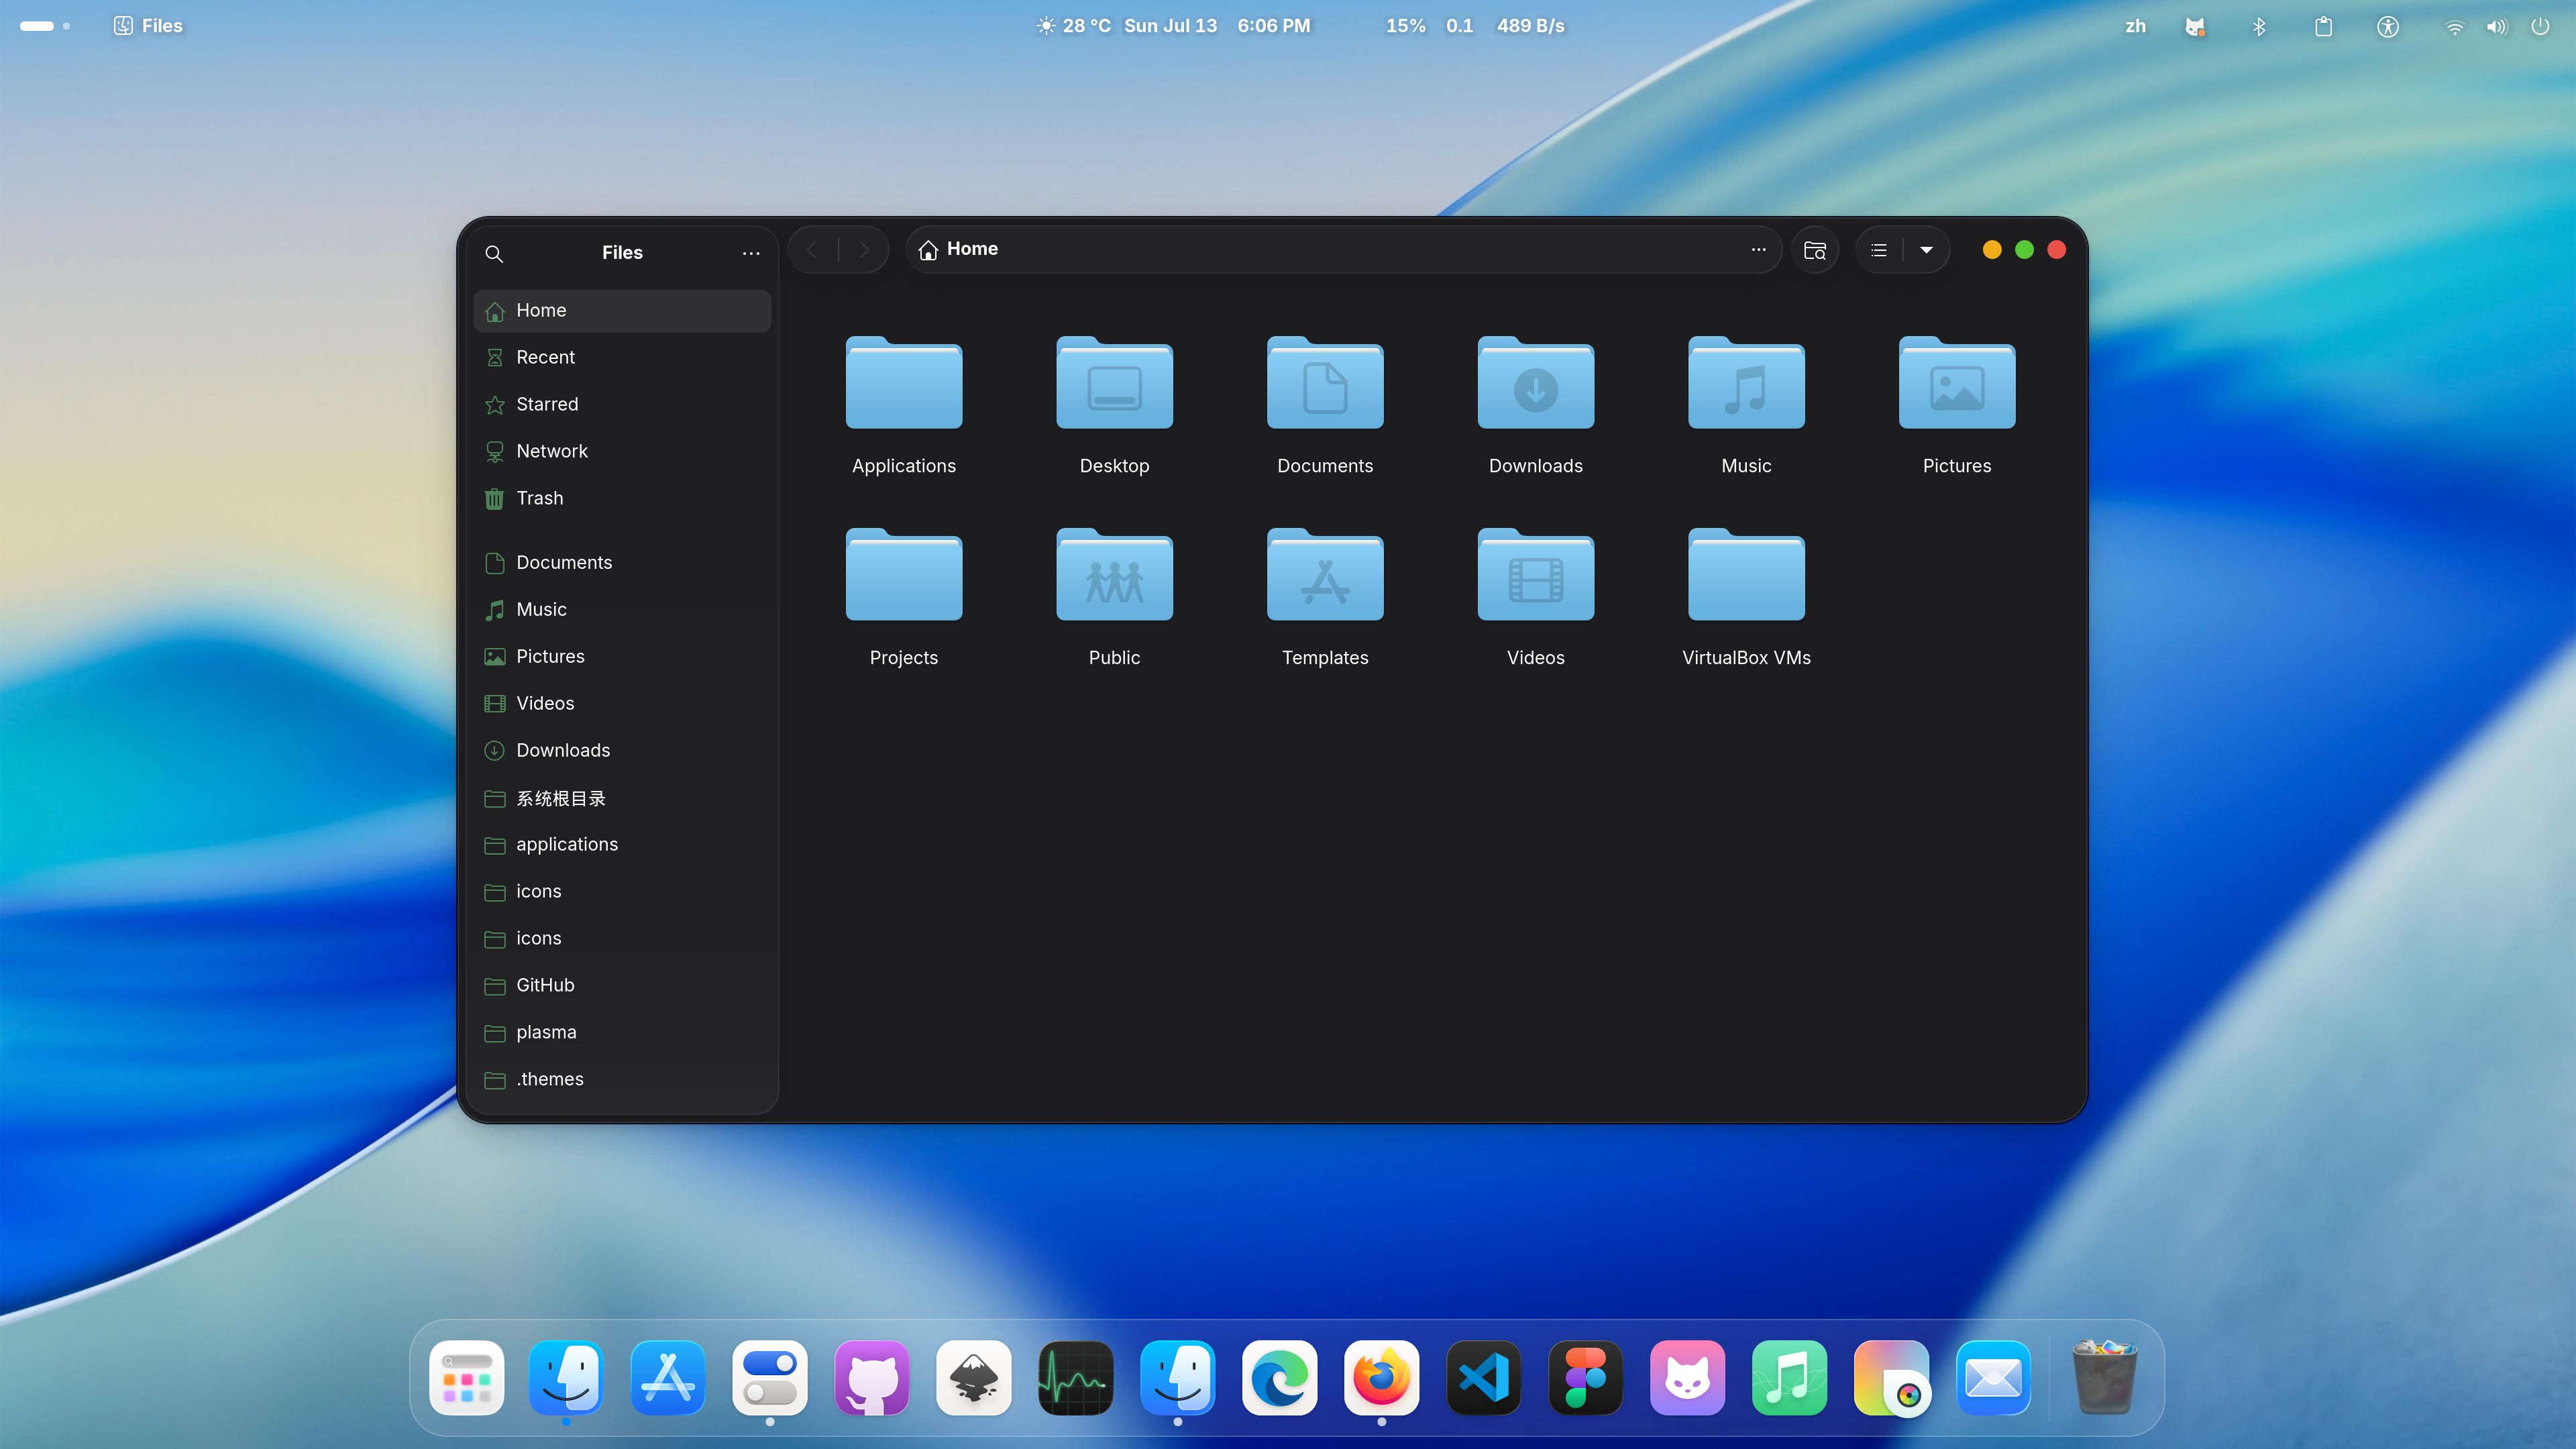 Files
28 °C Sun Jul 13 6:06 PM 15% 0.1 489 B/s
zh
Files
Home
Home
Recent
Starred
Network
Trash
Documents
Music
Pictures
Videos
Downloads
系统根目录
applications
icons
icons
GitHub
plasma
.themes
Applications
Desktop
Documents
Downloads
Music
Pictures
Projects
Public
Templates
Videos
VirtualBox VMs